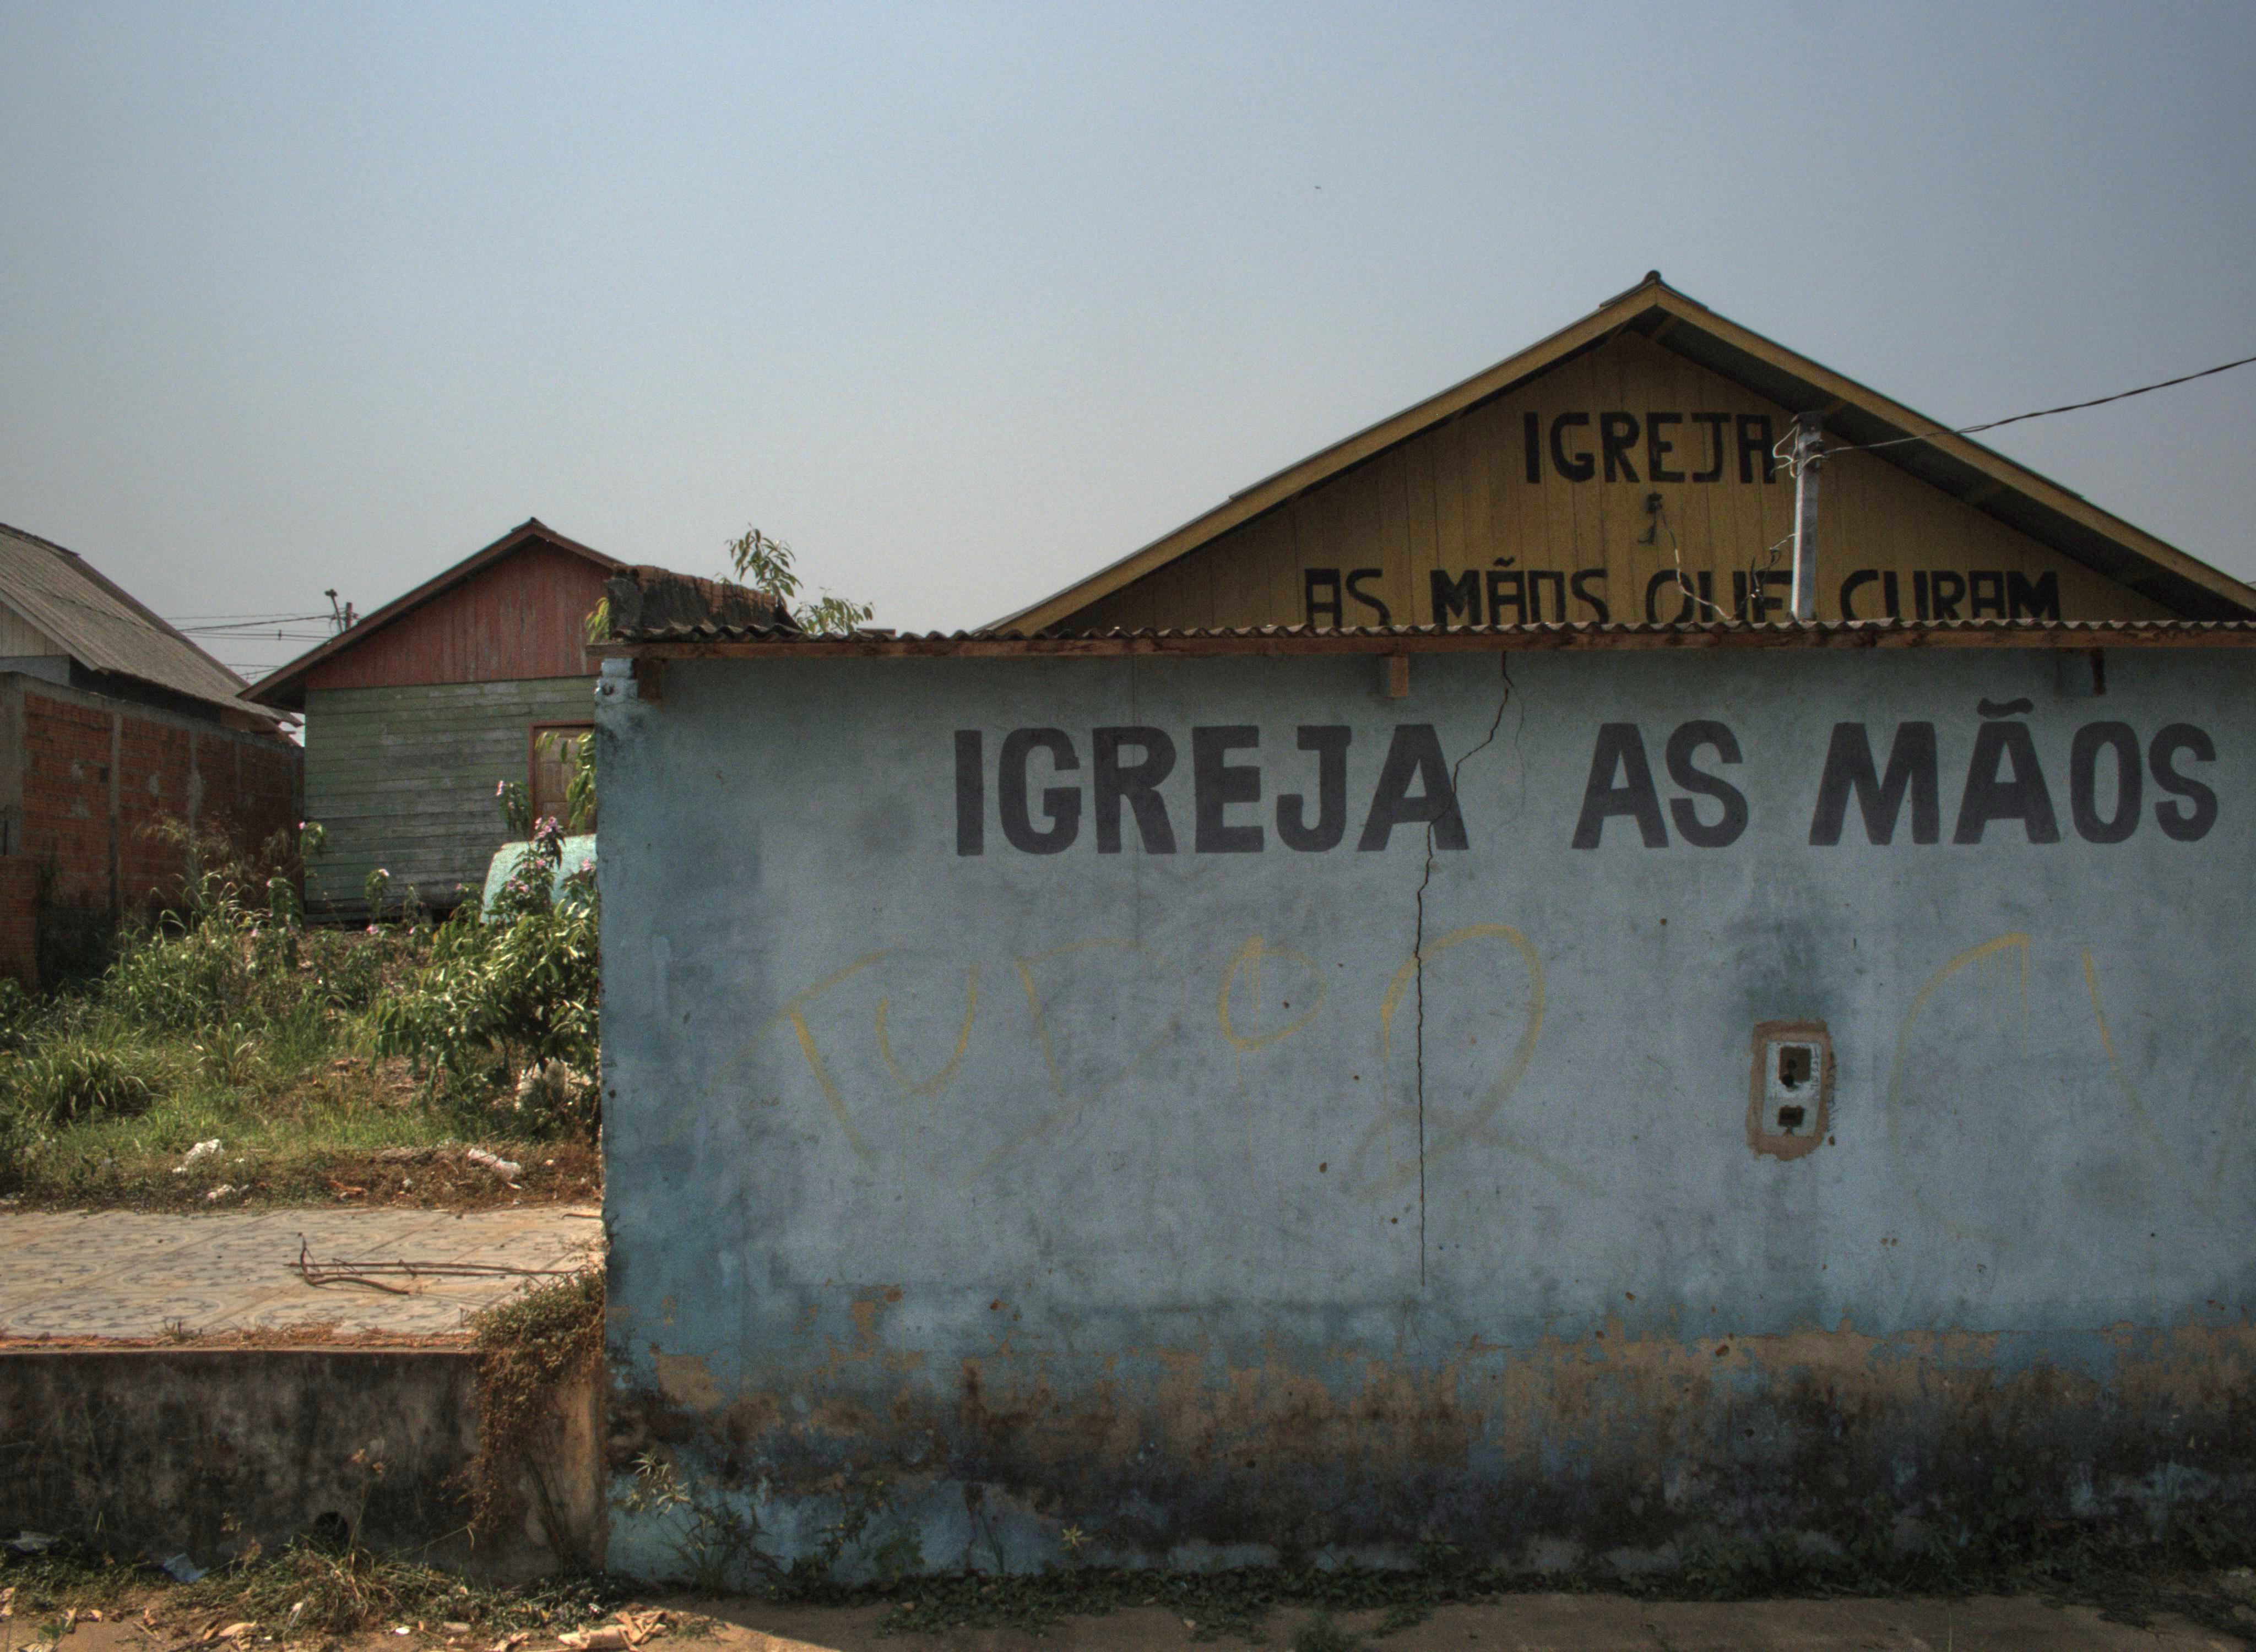 IGREJA
AS MÃOS QUE CURAM
IGREJA AS MÃOS